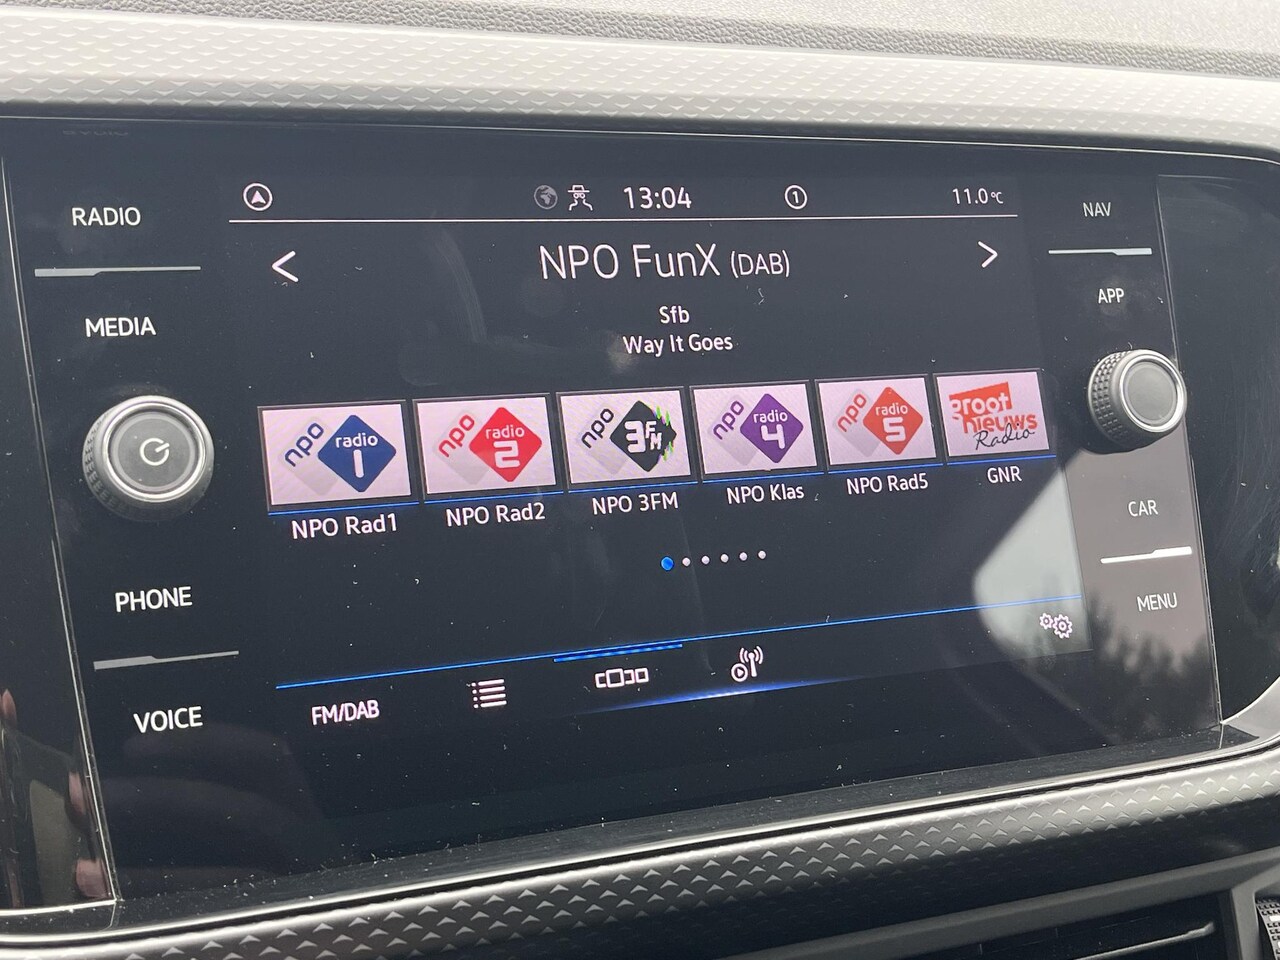 RADIO
MEDIA
PHONE
VOICE
13:04
1
11.0°C
NPO FunX (DAB)
Sfb
Way It Goes
npo radio 1
npo radio 2
npo 3FM
npo radio 4
npo radio 5
groot nieuws Radio
NPO Rad1
NPO Rad2
NPO 3FM
NPO Klas
NPO Rad5
GNR
FM/DAB
NAV
APP
CAR
MENU